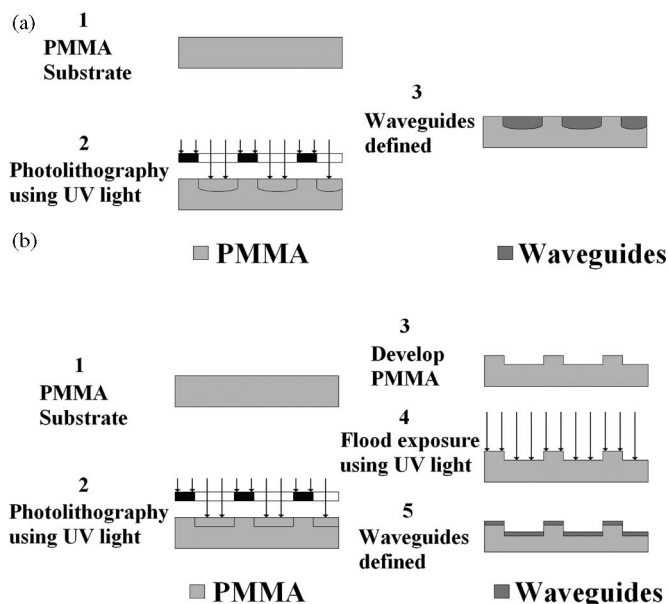 (a)
1
PMMA
Substrate
2
Photolithography
using UV light
3
Waveguides
defined
PMMA
Waveguides
(b)
1
PMMA
Substrate
2
Photolithography
using UV light
3
Develop
PMMA
4
Flood exposure
using UV light
5
Waveguides
defined
PMMA
Waveguides